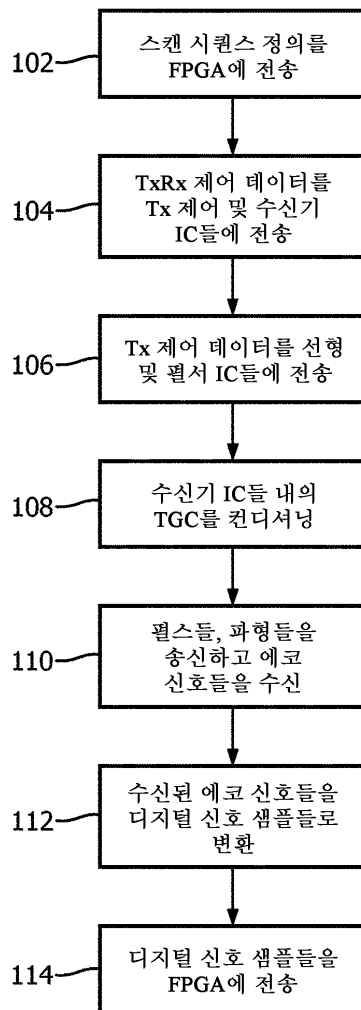 102
스캔 시퀀스 정의를
FPGA에 전송
104
TxRx 제어 데이터를
Tx 제어 및 수신기
IC들에 전송
106
Tx 제어 데이터를 선형
및 펄서 IC들에 전송
108
수신기 IC들 내의
TGC를 컨디셔닝
110
펄스들, 파형들을
송신하고 에코
신호들을 수신
112
수신된 에코 신호들을
디지털 신호 샘플들로
변환
114
디지털 신호 샘플들을
FPGA에 전송